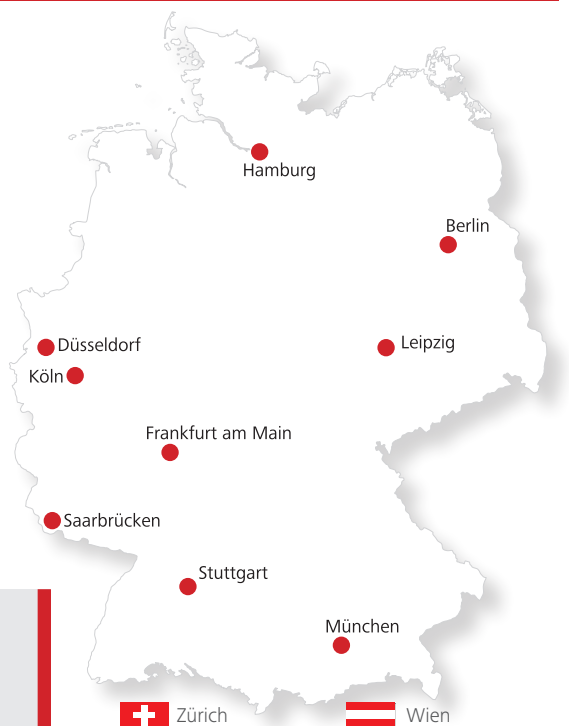 Hamburg
Berlin
Düsseldorf
Leipzig
Köln
Frankfurt am Main
Saarbrücken
Stuttgart
München
Zürich
Wien